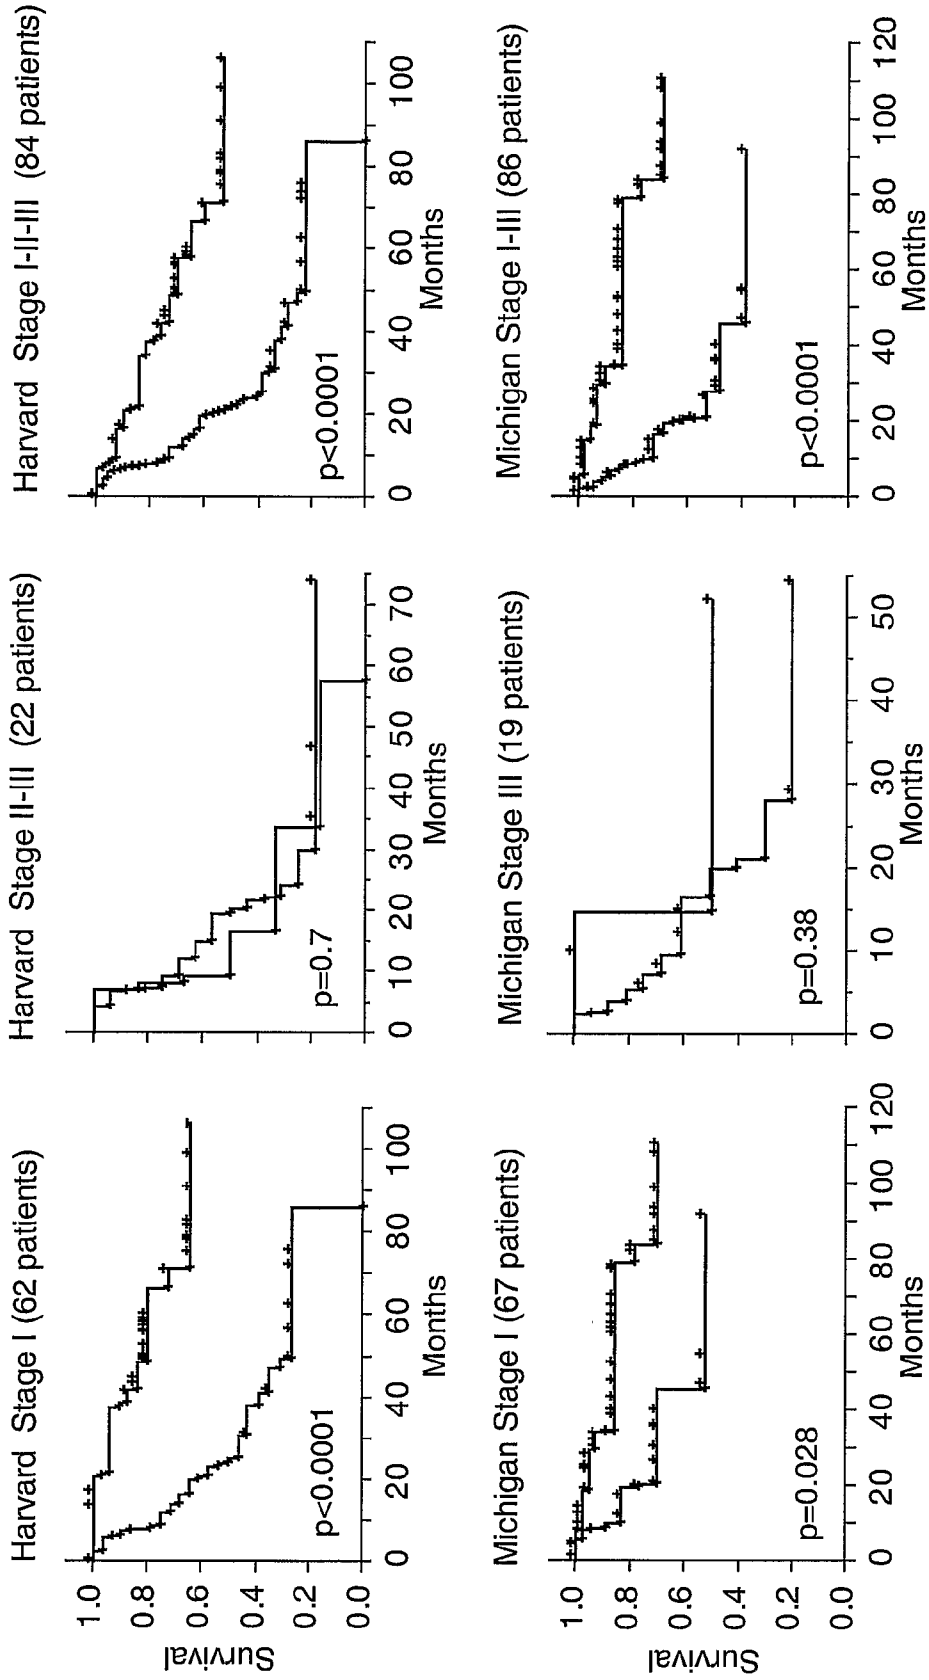 Harvard Stage I (62 patients)
Survival
1.0
0.8
0.6
0.4
0.2
0.0
p<0.0001
0 20 40 60 80 100
Months
Harvard Stage II-III (22 patients)
p=0.7
0 10 20 30 40 50 60 70
Months
Harvard Stage I-II-III (84 patients)
p<0.0001
0 20 40 60 80 100
Months
Michigan Stage I (67 patients)
Survival
1.0
0.8
0.6
0.4
0.2
0.0
p=0.028
0 20 40 60 80 100 120
Months
Michigan Stage III (19 patients)
p=0.38
0 10 20 30 40 50
Months
Michigan Stage I-III (86 patients)
p<0.0001
0 20 40 60 80 100 120
Months